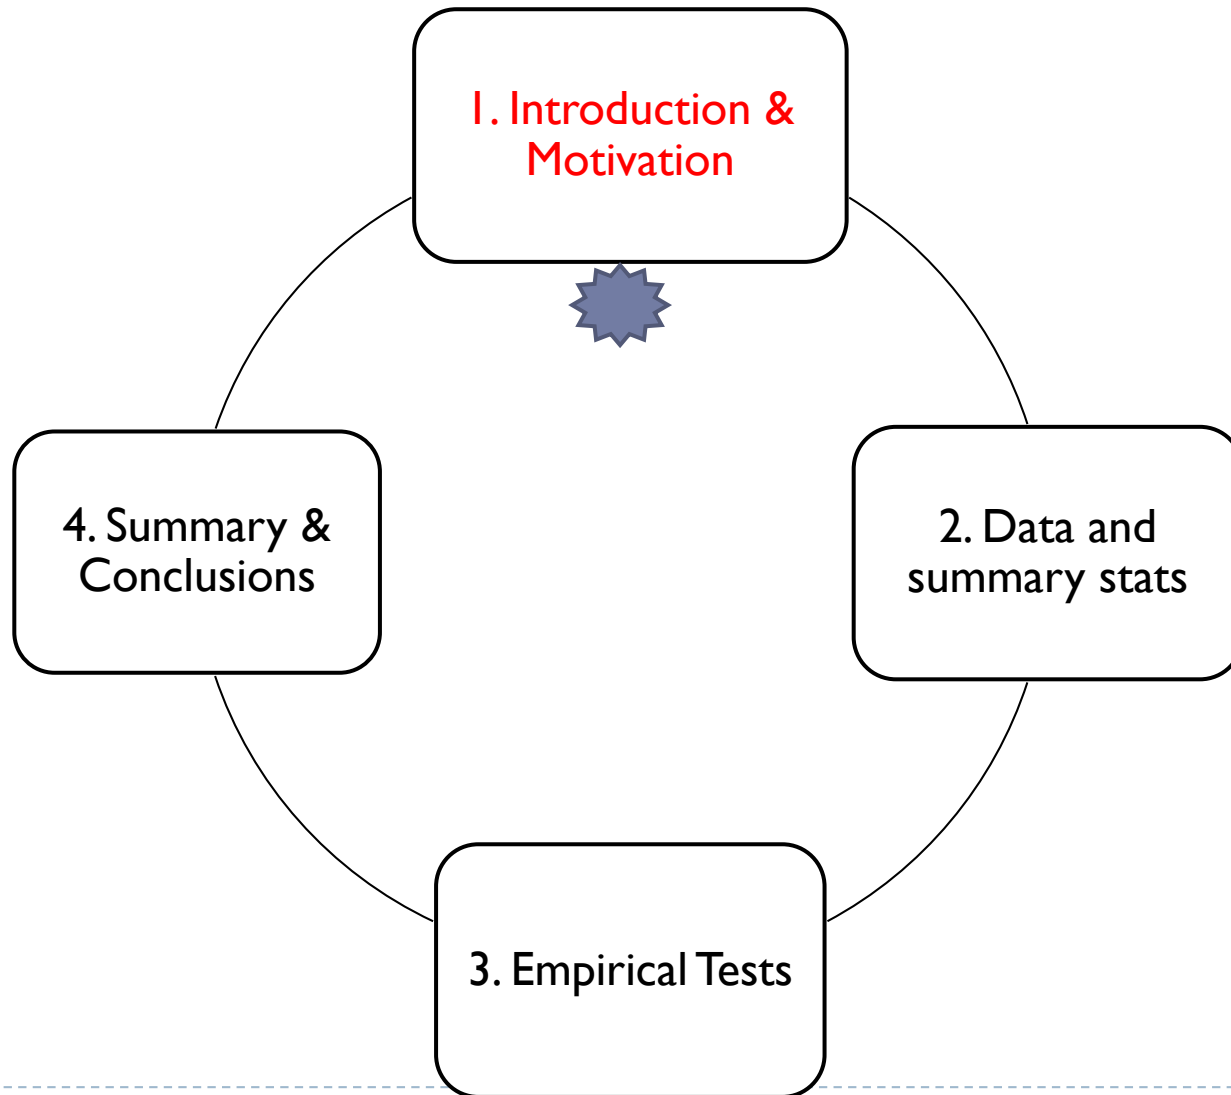 1. Introduction &
Motivation
2. Data and
summary stats
3. Empirical Tests
4. Summary &
Conclusions